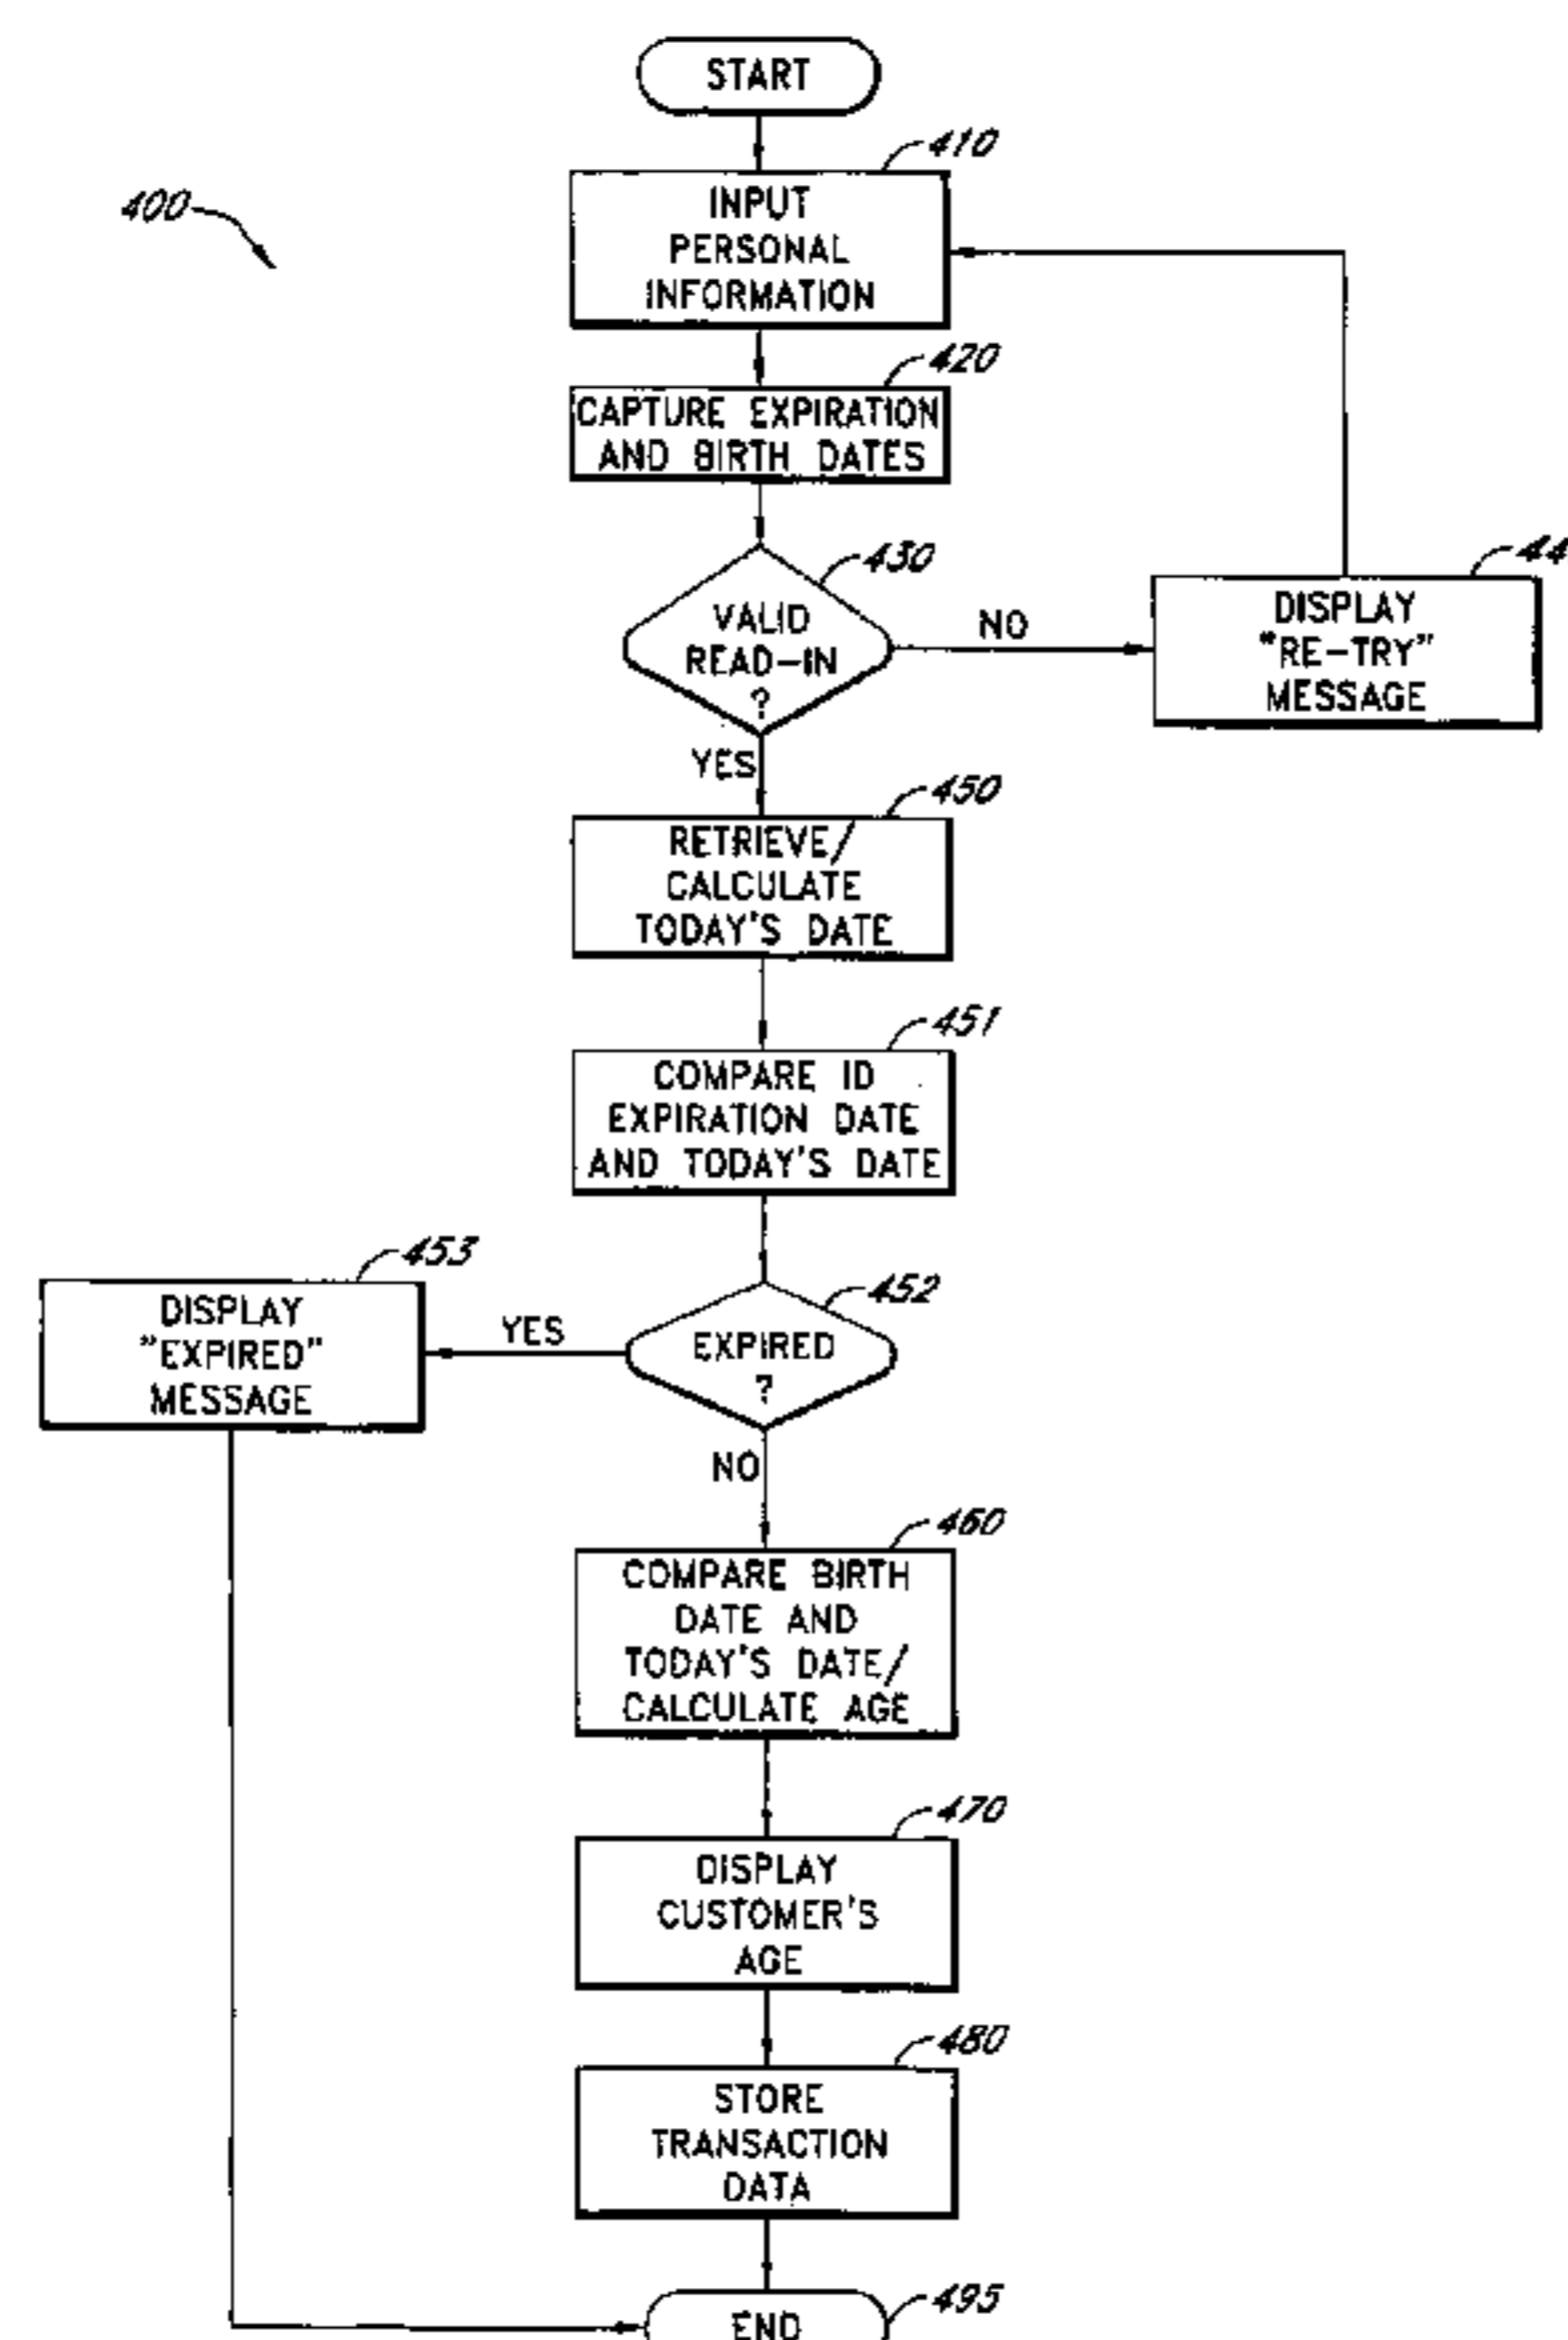 START
410
400
INPUT
PERSONAL
INFORMATION
420
CAPTURE EXPIRATION
AND BIRTH DATES
430
44
VALID
READ-IN
?
NO
DISPLAY
"RE-TRY"
MESSAGE
YES
450
RETRIEVE/
CALCULATE
TODAY'S DATE
451
COMPARE ID
EXPIRATION DATE
AND TODAY'S DATE
453
452
DISPLAY
"EXPIRED"
MESSAGE
YES
EXPIRED
?
NO
460
COMPARE BIRTH
DATE AND
TODAY'S DATE/
CALCULATE AGE
470
DISPLAY
CUSTOMER'S
AGE
480
STORE
TRANSACTION
DATA
495
END